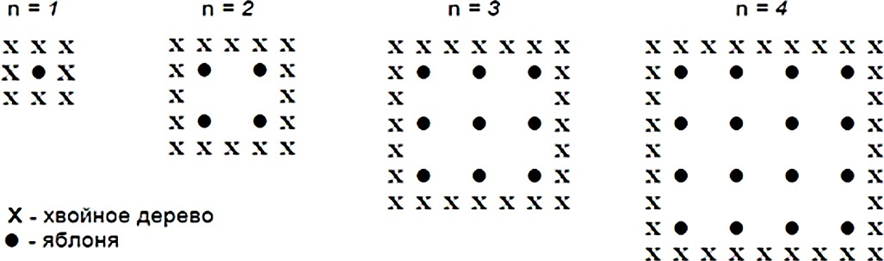 n = 1 n = 2 n = 3 n = 4
X - хвойное дерево
● - яблоня